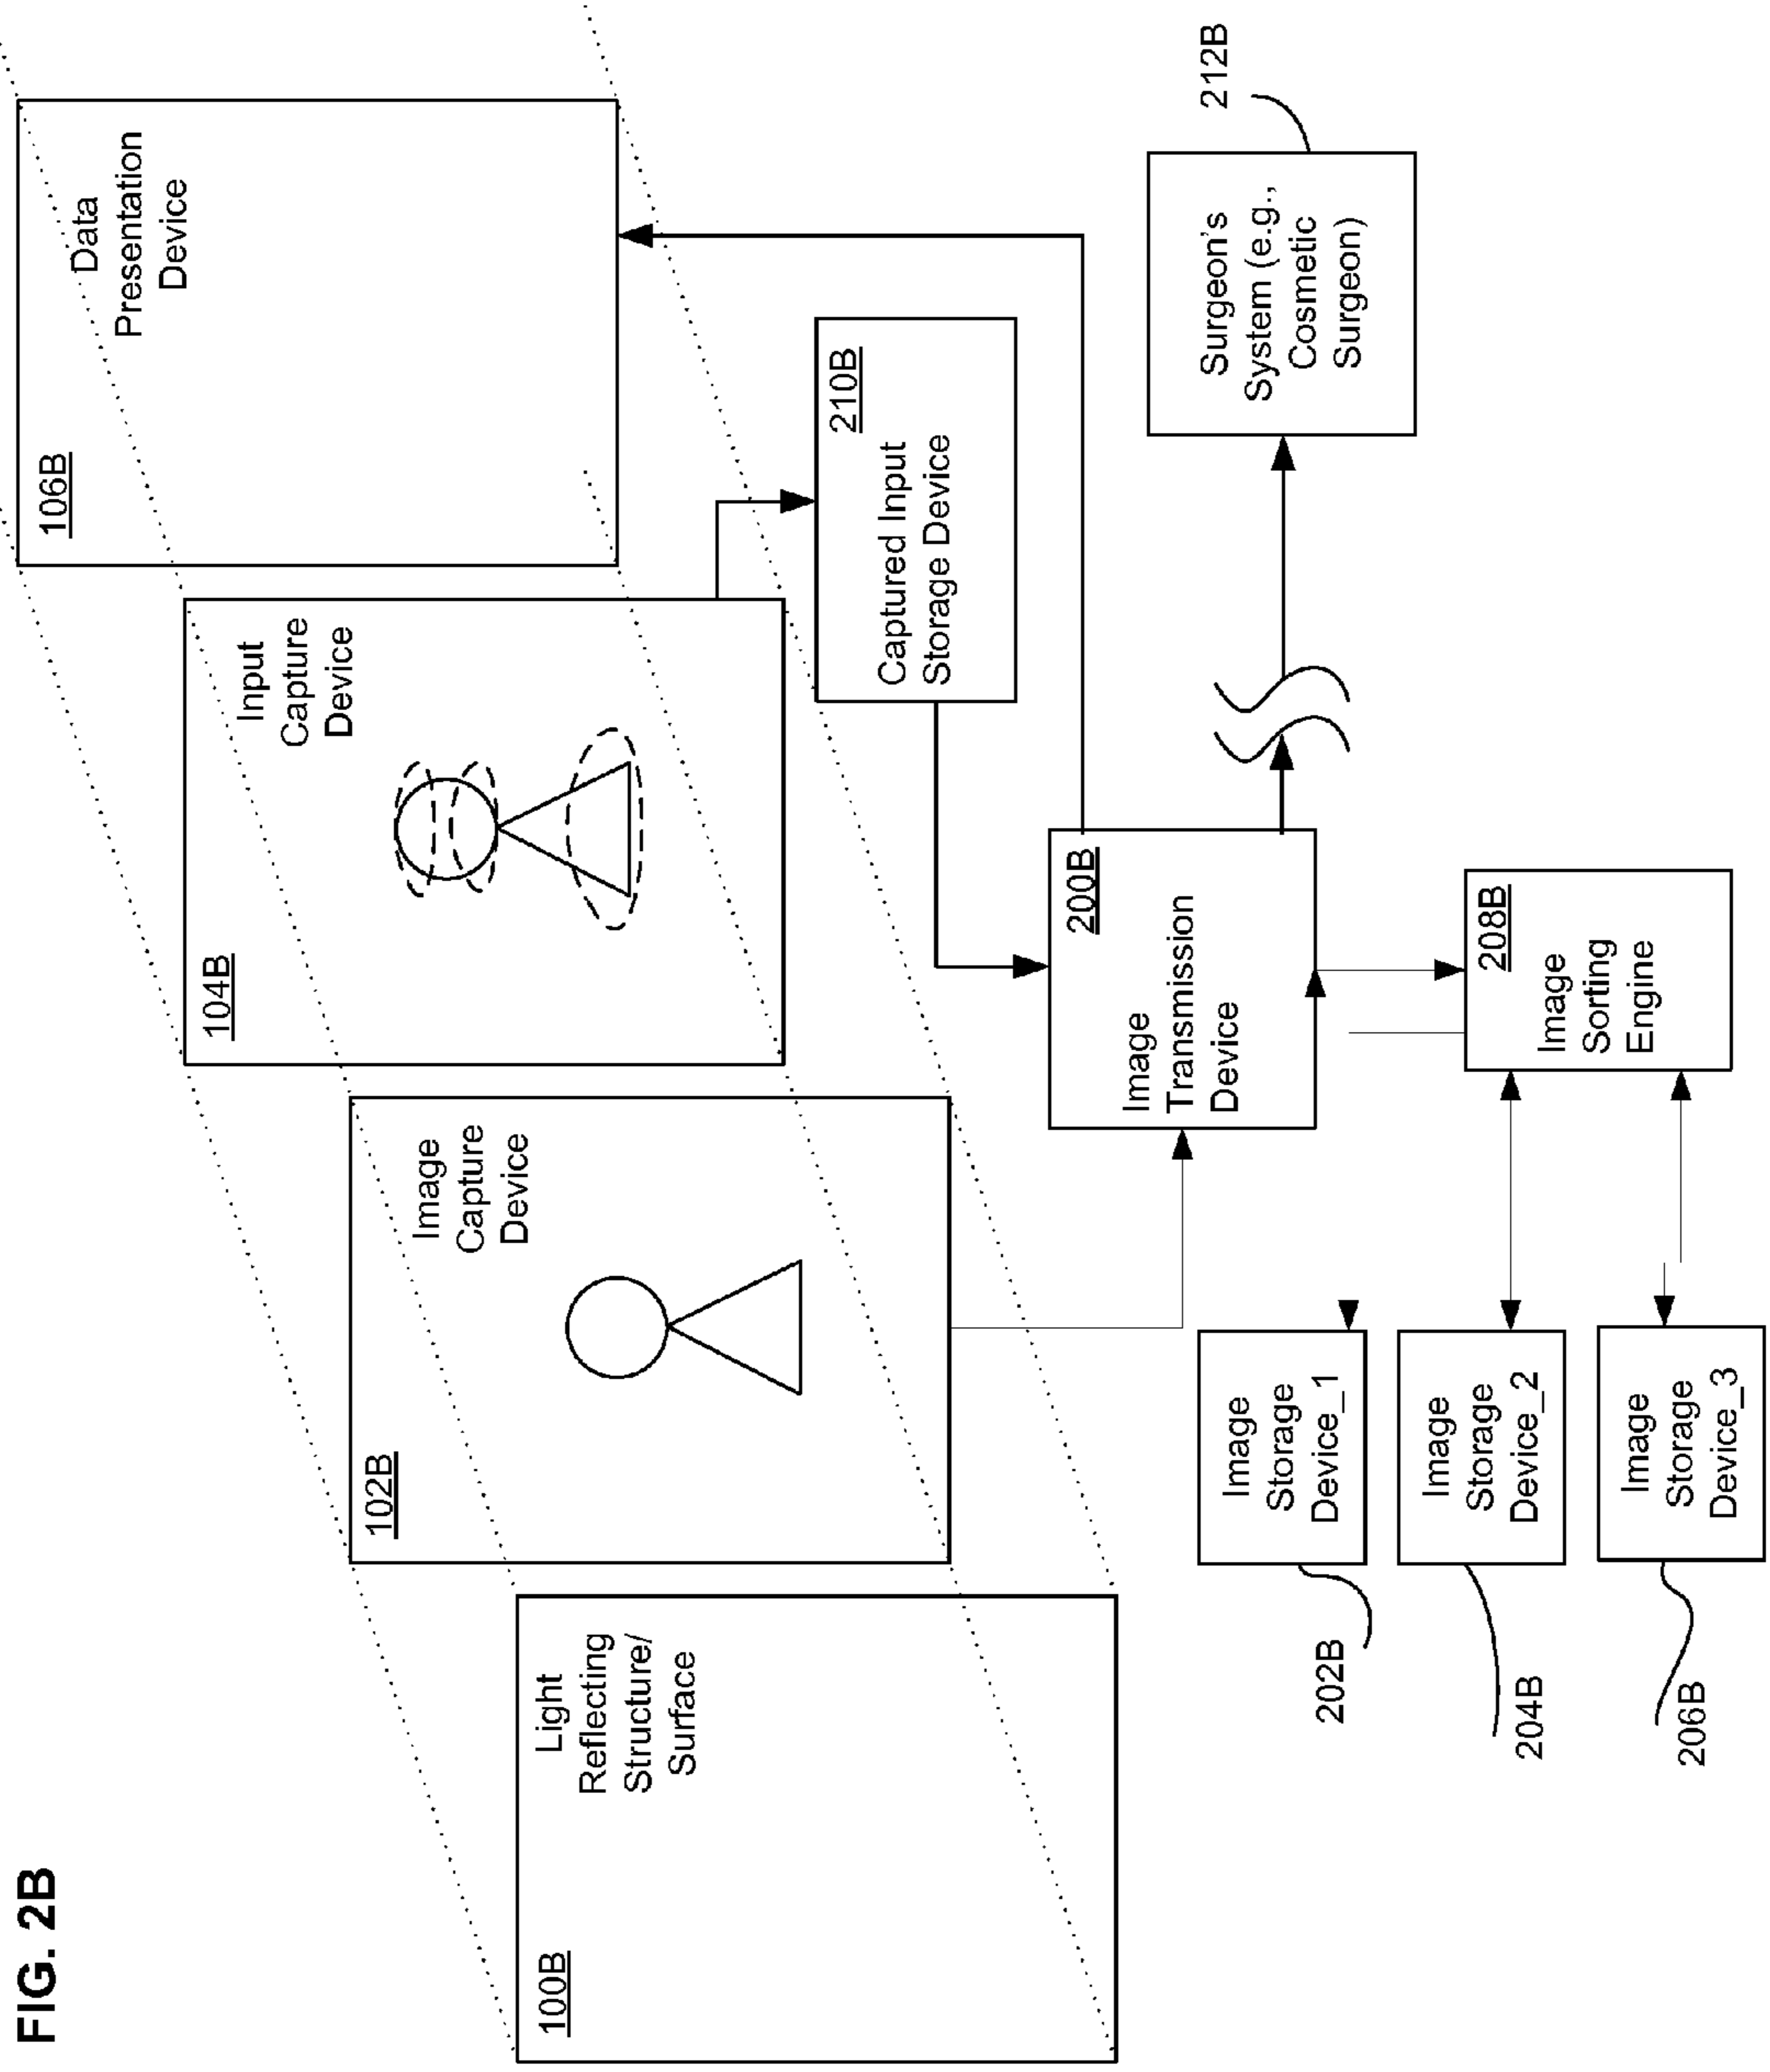 FIG. 2B
100B
Light
Reflecting
Structure/
Surface
102B
Image
Capture
Device
104B
Input
Capture
Device
106B
Data
Presentation
Device
210B
Captured Input
Storage Device
200B
Image
Transmission
Device
212B
Surgeon's
System (e.g.,
Cosmetic
Surgeon)
208B
Image
Sorting
Engine
Image
Storage
Device_1
202B
Image
Storage
Device_2
204B
Image
Storage
Device_3
206B